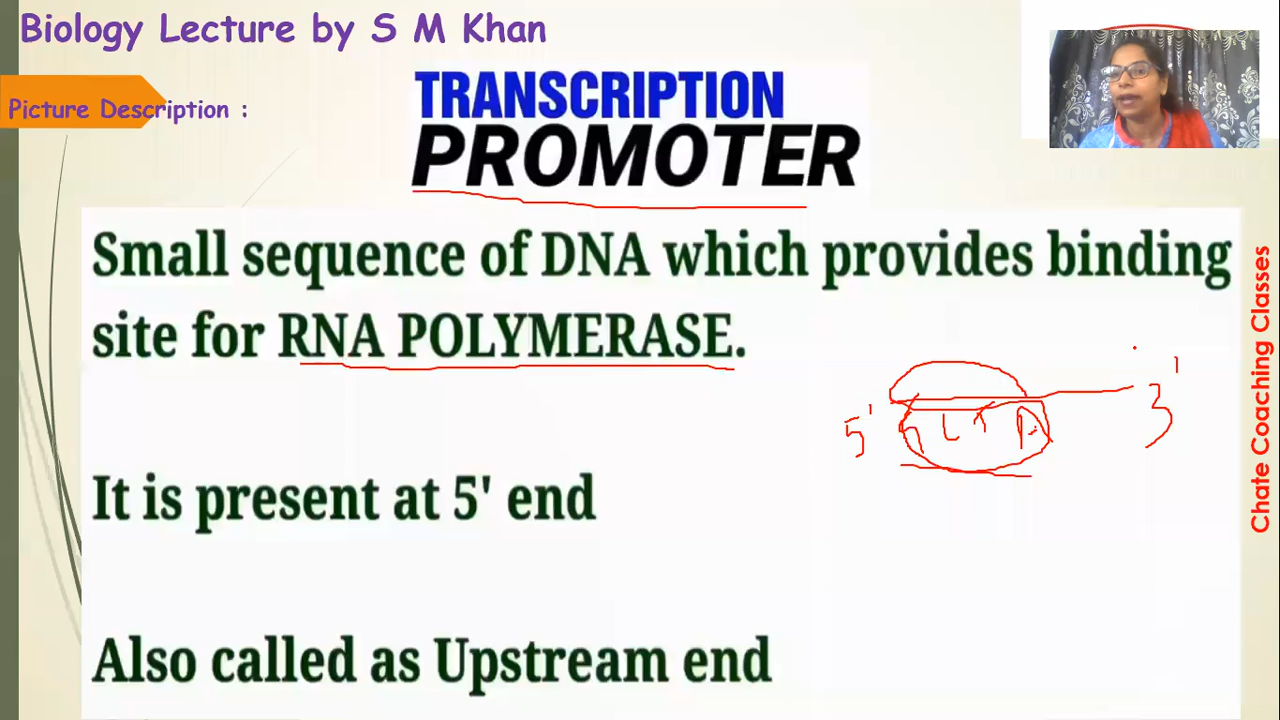 Biology Lecture by S M Khan
Picture Description :
TRANSCRIPTION
PROMOTER
Small sequence of DNA which provides binding
site for RNA POLYMERASE.
5' 3'
It is present at 5' end
Also called as Upstream end
Chate Coaching Classes